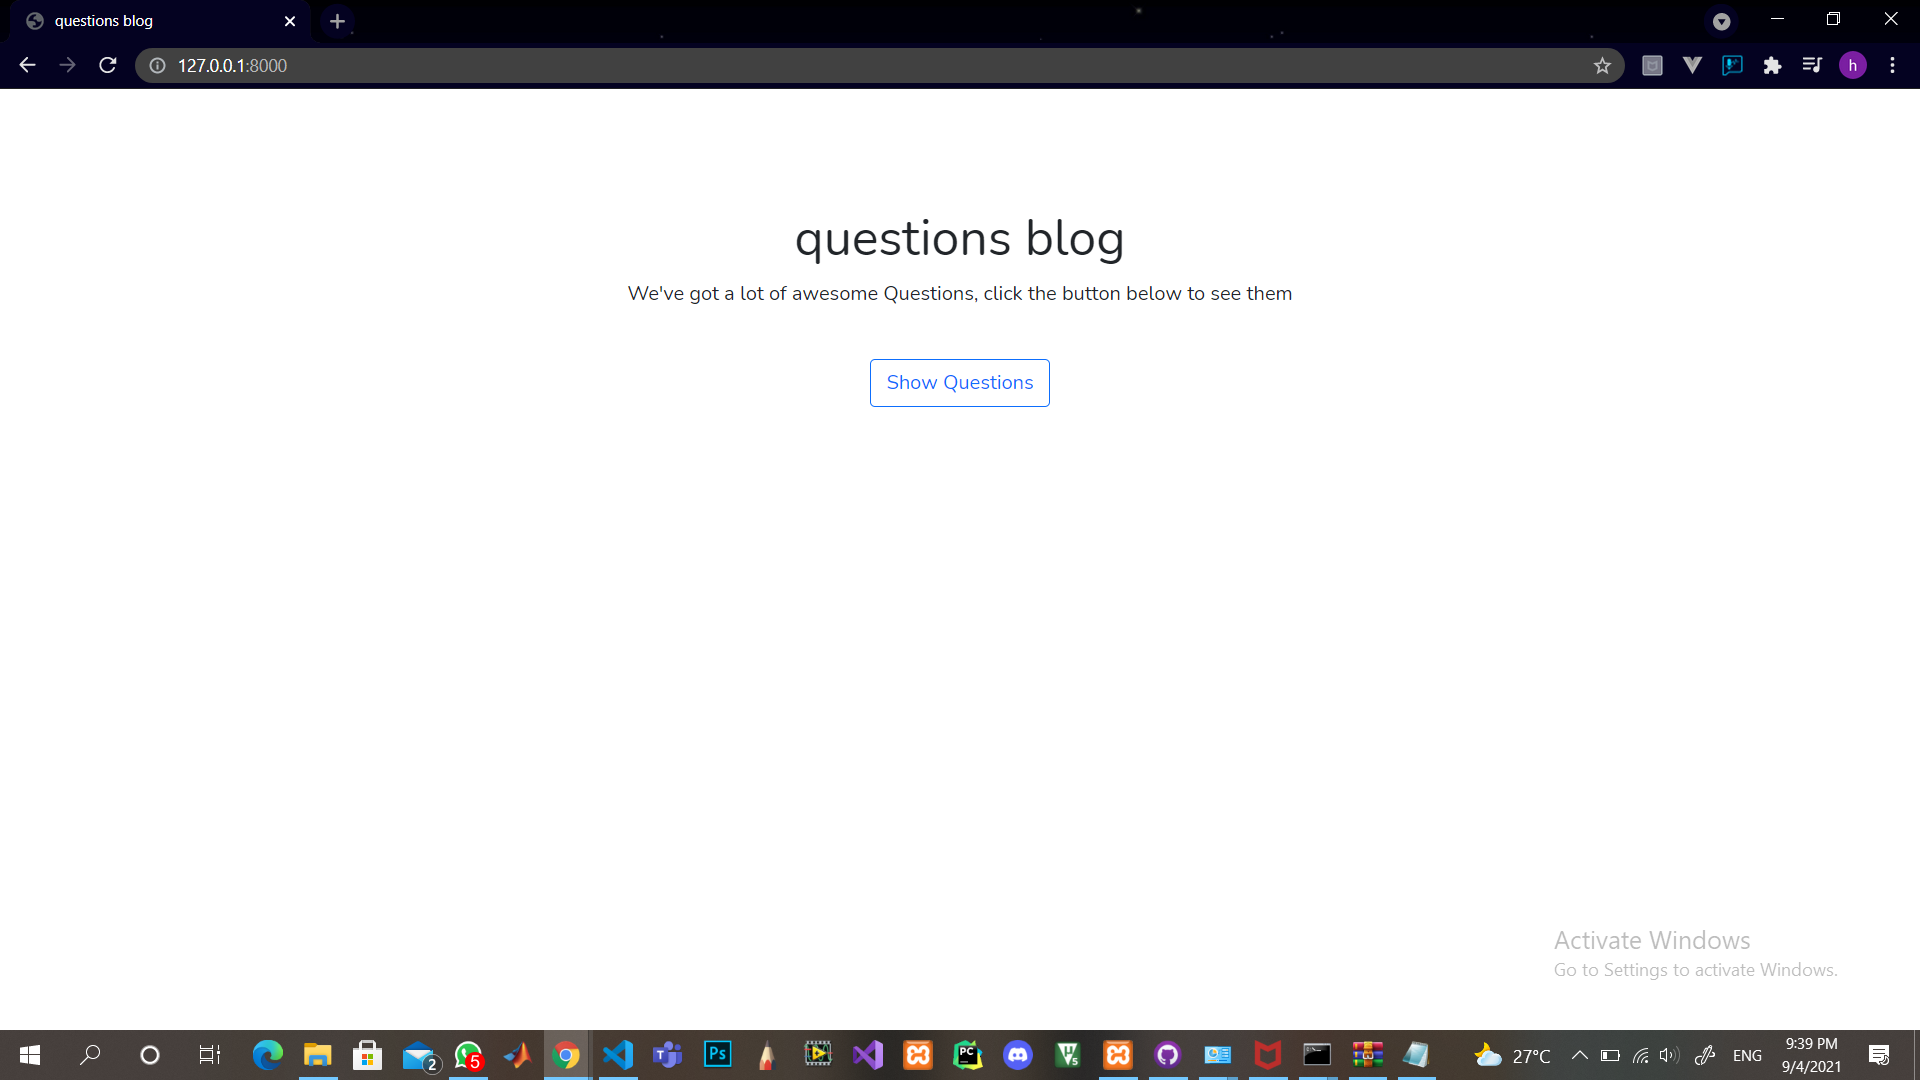 questions blog
127.0.0.1:8000
h
questions blog
We've got a lot of awesome Questions, click the button below to see them
Show Questions
Activate Windows
Go to Settings to activate Windows.
2
5
Ps
PC
27°C
ENG
9:39 PM
9/4/2021